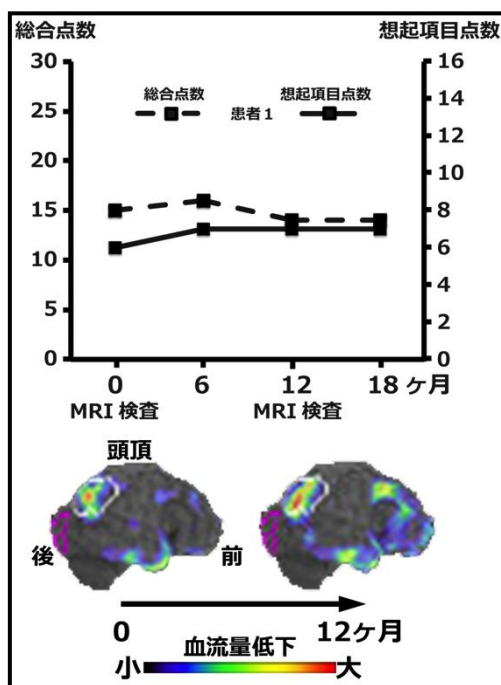 総合点数 想起項目点数
30 16
14
25
12
総合点数 患者1 想起項目点数
20 10
15 8
6
10
4
5
2
0 0
0 6 12 18 ヶ月
MRI 検査 MRI 検査
頭頂
後 前
0 12ヶ月
血流量低下
小 大